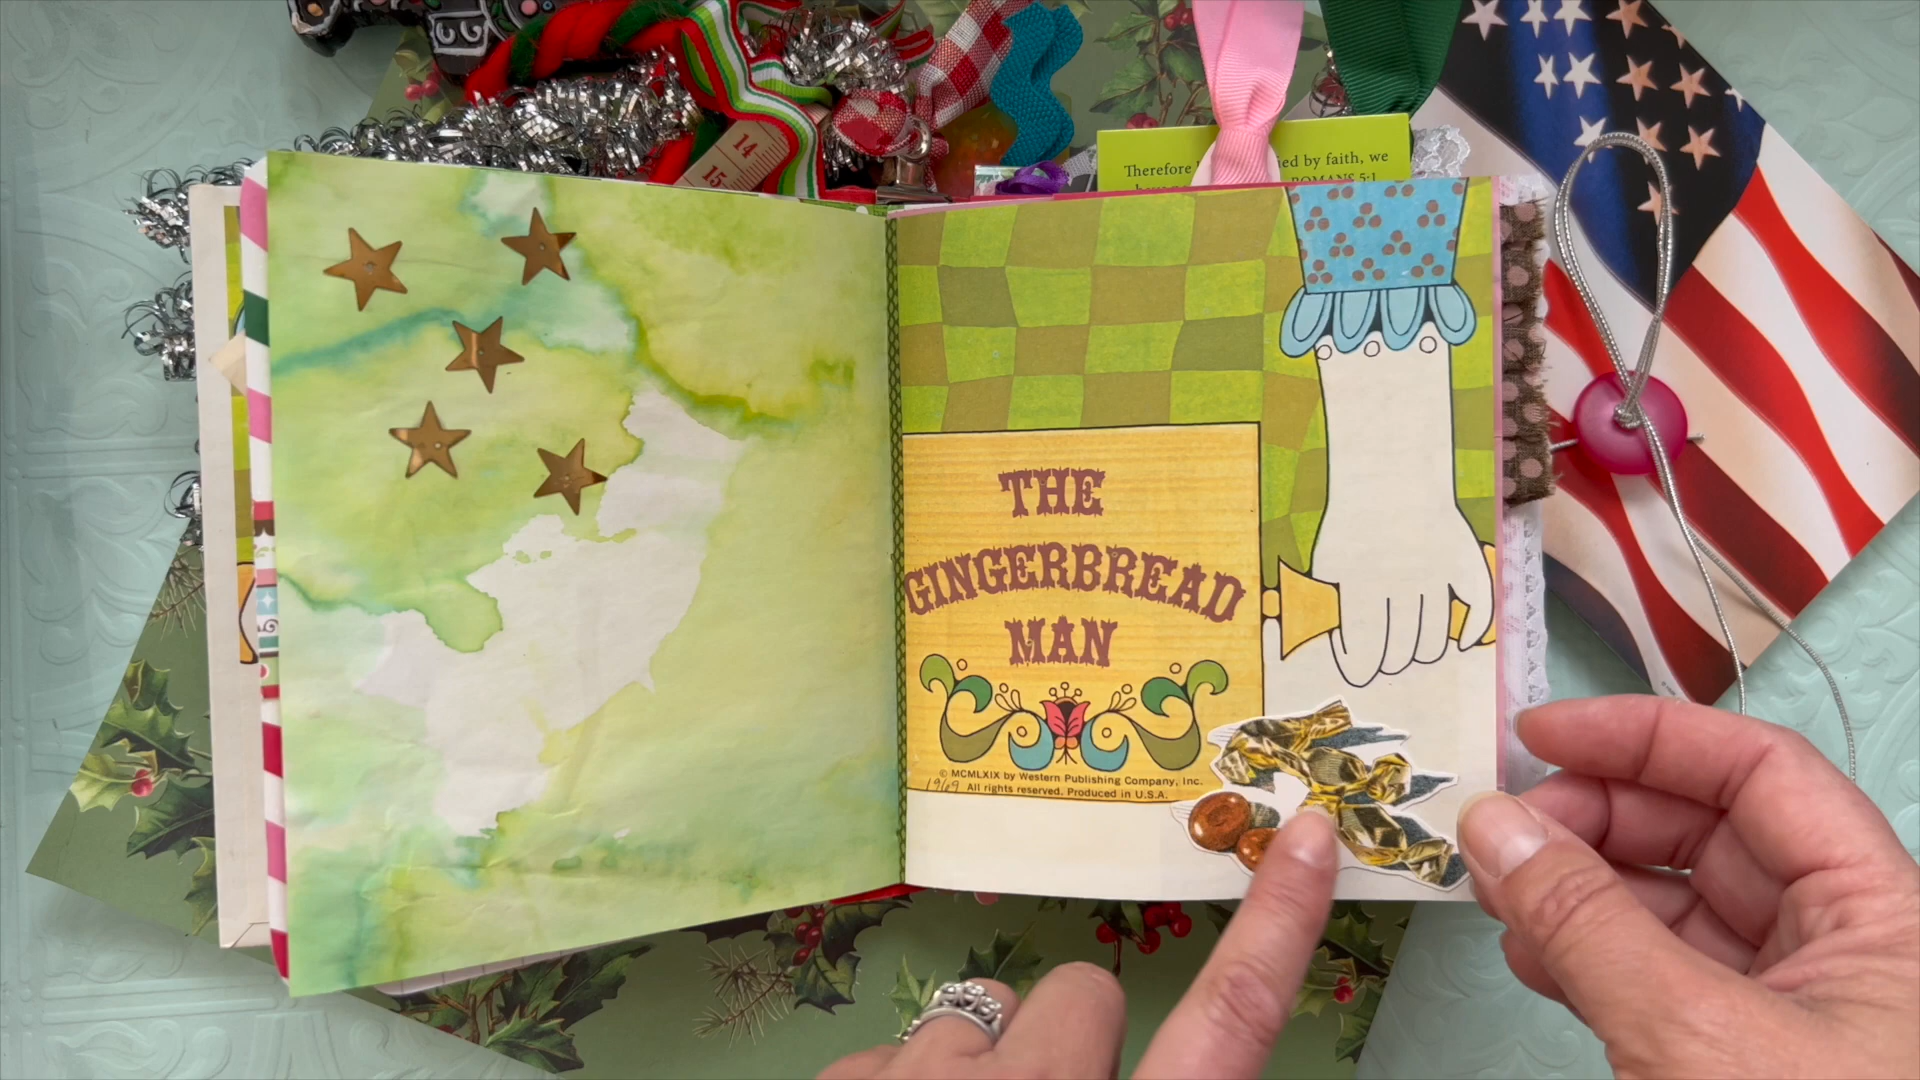 14
15
Therefore ied by faith, we
ROMANS 5:1
THE
GINGERBREAD
MAN
© MCMLXIX by Western Publishing Company, Inc.
1969 All rights reserved. Produced in U.S.A.